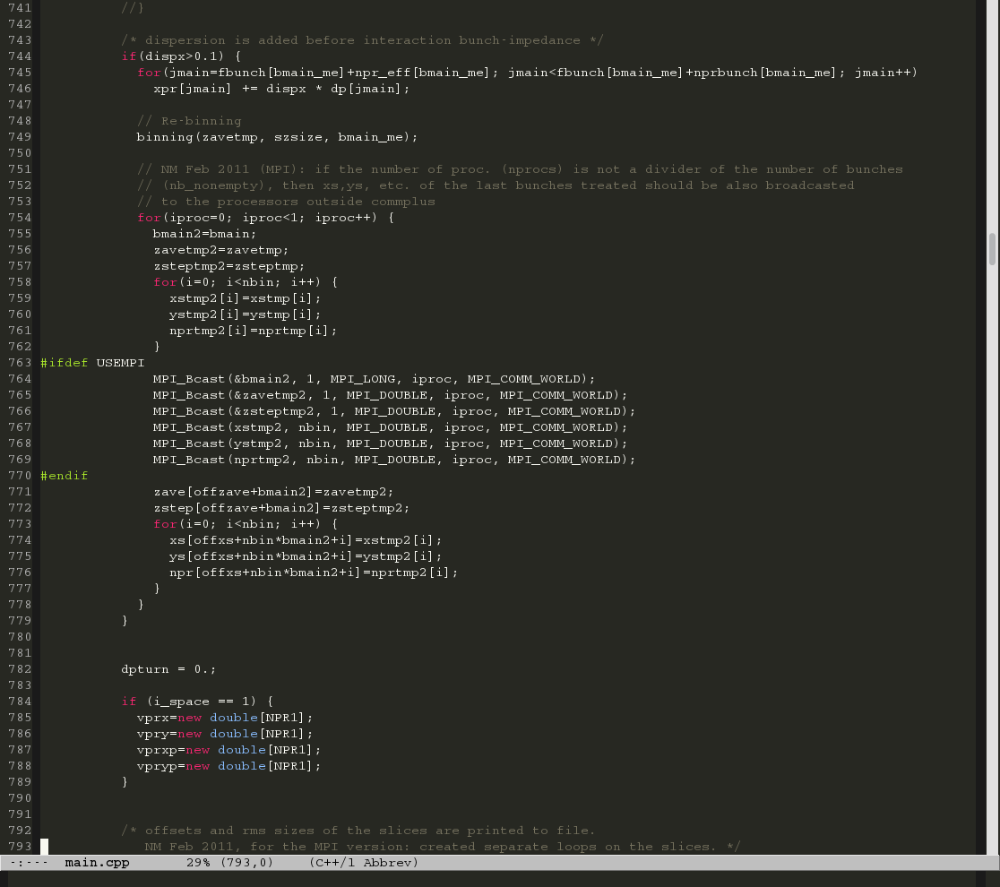 741           //}
742
743           /* dispersion is added before interaction bunch-impedance */
744           if(dispx>0.1) {
745             for(jmain=fbunch[bmain_me]+npr_eff[bmain_me]; jmain<fbunch[bmain_me]+nprbunch[bmain_me]; jmain++)
746               xpr[jmain] += dispx * dp[jmain];
747
748             // Re-binning
749             binning(zavetmp, szsize, bmain_me);
750
751             // NM Feb 2011 (MPI): if the number of proc. (nprocs) is not a divider of the number of bunches
752             // (nb_nonempty), then xs,ys, etc. of the last bunches treated should be also broadcasted
753             // to the processors outside commplus
754             for(iproc=0; iproc<1; iproc++) {
755               bmain2=bmain;
756               zavetmp2=zavetmp;
757               zsteptmp2=zsteptmp;
758               for(i=0; i<nbin; i++) {
759                 xstmp2[i]=xstmp[i];
760                 ystmp2[i]=ystmp[i];
761                 nprtmp2[i]=nprtmp[i];
762               }
763 #ifdef USEMPI
764               MPI_Bcast(&bmain2, 1, MPI_LONG, iproc, MPI_COMM_WORLD);
765               MPI_Bcast(&zavetmp2, 1, MPI_DOUBLE, iproc, MPI_COMM_WORLD);
766               MPI_Bcast(&zsteptmp2, 1, MPI_DOUBLE, iproc, MPI_COMM_WORLD);
767               MPI_Bcast(xstmp2, nbin, MPI_DOUBLE, iproc, MPI_COMM_WORLD);
768               MPI_Bcast(ystmp2, nbin, MPI_DOUBLE, iproc, MPI_COMM_WORLD);
769               MPI_Bcast(nprtmp2, nbin, MPI_DOUBLE, iproc, MPI_COMM_WORLD);
770 #endif
771               zave[offzave+bmain2]=zavetmp2;
772               zstep[offzave+bmain2]=zsteptmp2;
773               for(i=0; i<nbin; i++) {
774                 xs[offxs+nbin*bmain2+i]=xstmp2[i];
775                 ys[offxs+nbin*bmain2+i]=ystmp2[i];
776                 npr[offxs+nbin*bmain2+i]=nprtmp2[i];
777               }
778             }
779           }
780
781
782           dpturn = 0.;
783
784           if (i_space == 1) {
785             vprx=new double[NPR1];
786             vpry=new double[NPR1];
787             vprxp=new double[NPR1];
788             vpryp=new double[NPR1];
789           }
790
791
792           /* offsets and rms sizes of the slices are printed to file.
793              NM Feb 2011, for the MPI version: created separate loops on the slices. */
-:---  main.cpp       29% (793,0)    (C++/l Abbrev)